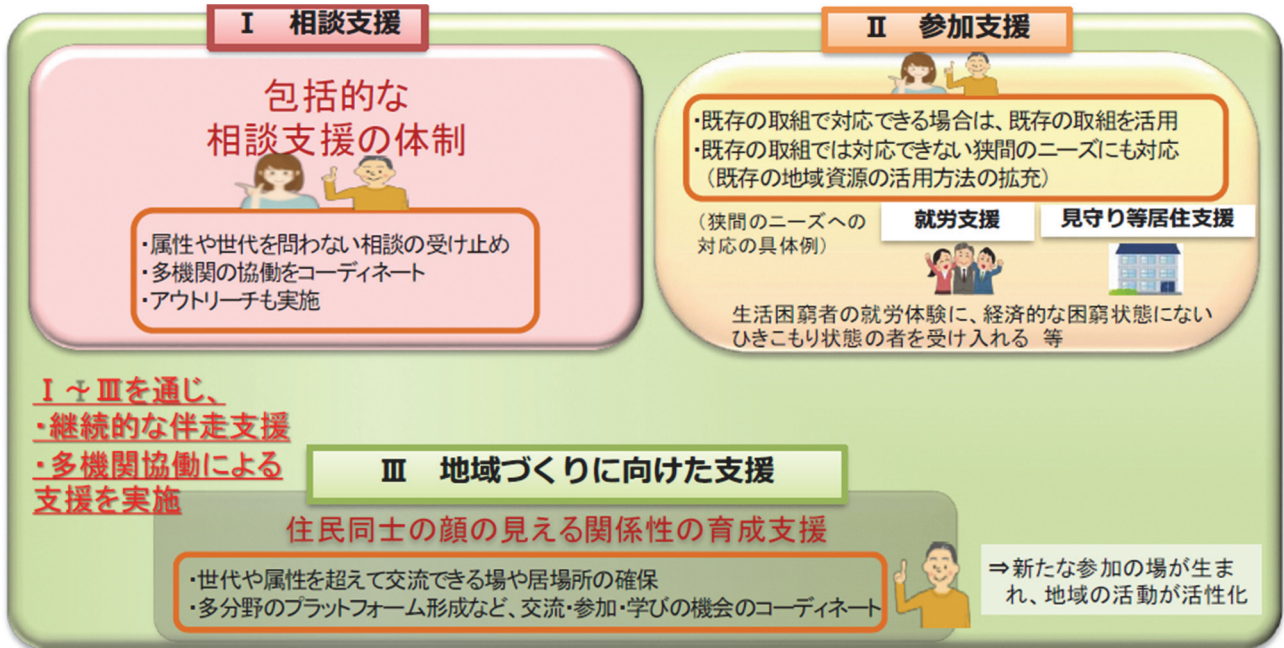 Ⅰ 相談支援
包括的な
相談支援の体制
・属性や世代を問わない相談の受け止め
・多機関の協働をコーディネート
・アウトリーチも実施
Ⅱ 参加支援
・既存の取組で対応できる場合は、既存の取組を活用
・既存の取組では対応できない狭間のニーズにも対応
（既存の地域資源の活用方法の拡充）
（狭間のニーズへの
対応の具体例）
就労支援
見守り等居住支援
生活困窮者の就労体験に、経済的な困窮状態にない
ひきこもり状態の者を受け入れる 等
Ⅰ～Ⅲを通じ、
・継続的な伴走支援
・多機関協働による
支援を実施
Ⅲ 地域づくりに向けた支援
住民同士の顔の見える関係性の育成支援
・世代や属性を超えて交流できる場や居場所の確保
・多分野のプラットフォーム形成など、交流・参加・学びの機会のコーディネート
⇒新たな参加の場が生ま
れ、地域の活動が活性化